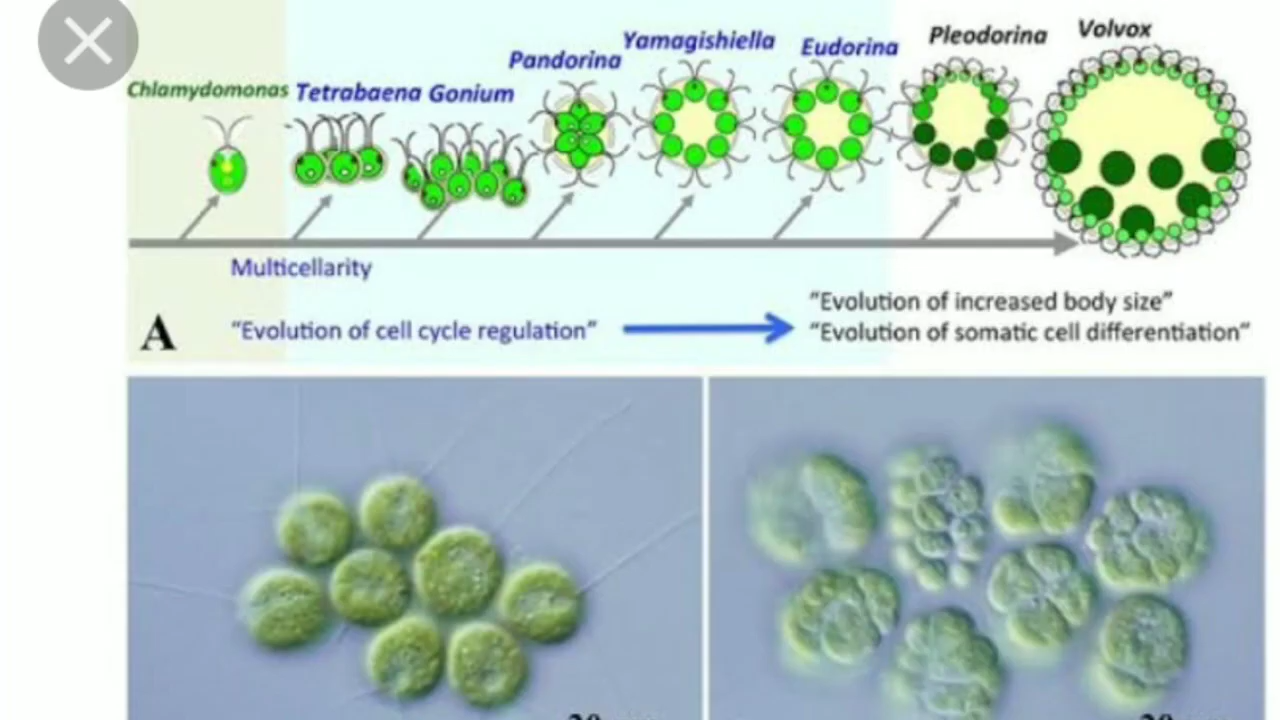 Chlamydomonas
Tetrabaena
Gonium
Pandorina
Yamagishiella
Eudorina
Pleodorina
Volvox
Multicellarity
A
“Evolution of cell cycle regulation”
“Evolution of increased body size”
“Evolution of somatic cell differentiation”